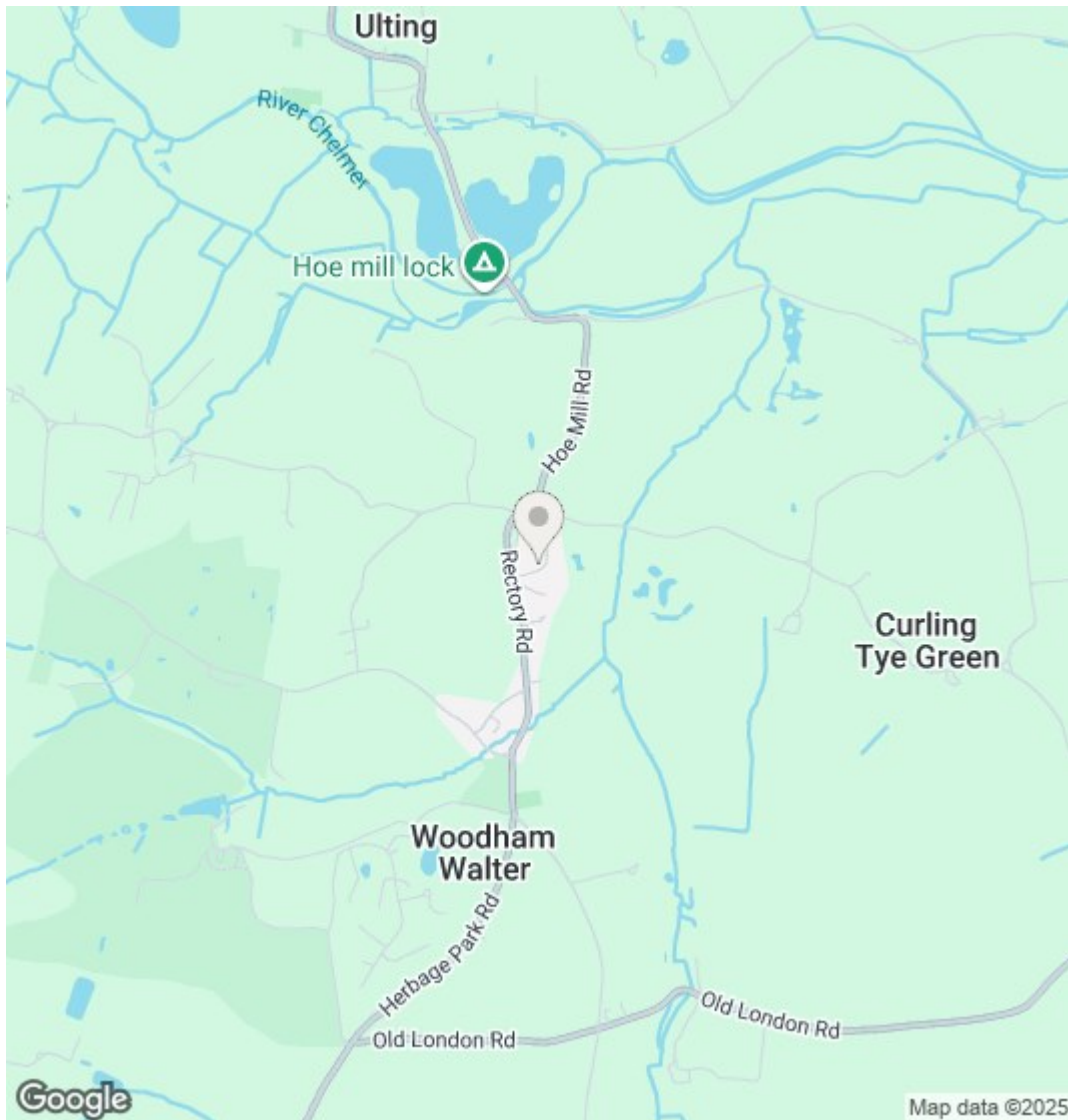 Ulting
River Chelmer
Hoe mill lock
Hoe Mill Rd
Rectory Rd
Curling
Tye Green
Woodham
Walter
Herbage Park Rd
Old London Rd
Old London Rd
Google
Map data ©2025